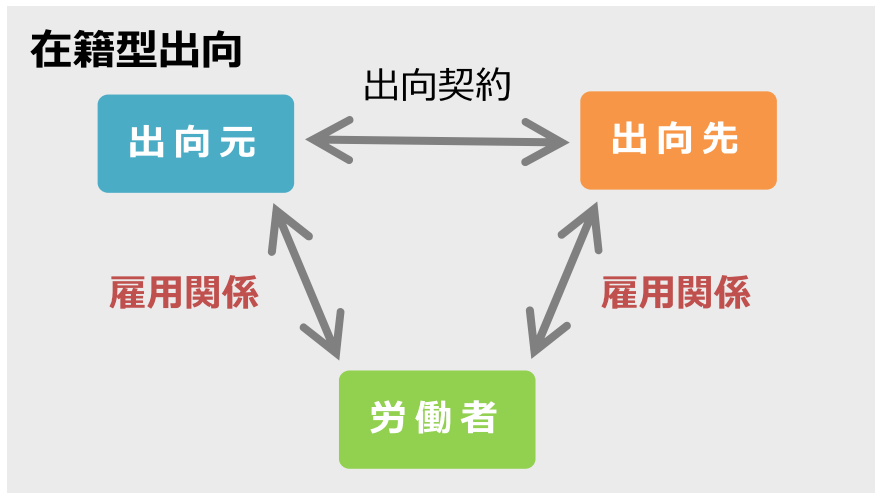 在籍型出向
出向契約
出向元
出向先
雇用関係
雇用関係
労働者